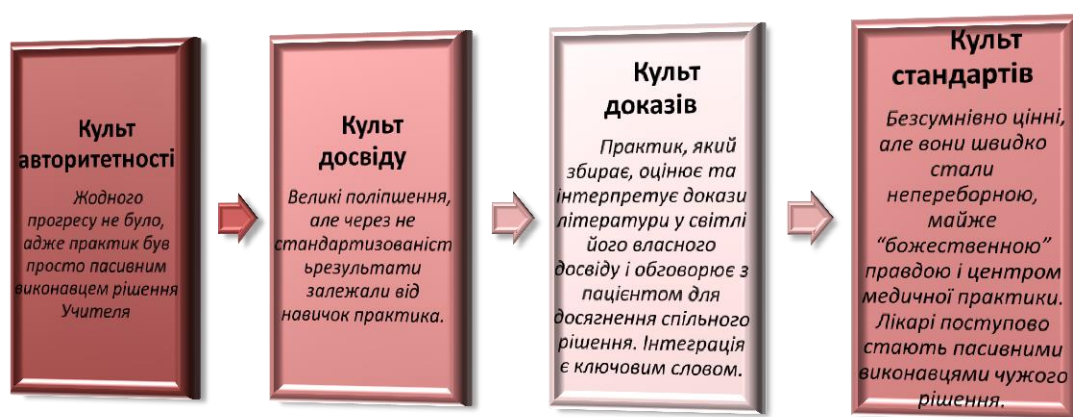 Культ
авторитетності
Жодного
прогресу не було,
адже практик був
просто пасивним
виконавцем рішення
Учителя
Культ
досвіду
Великі поліпшення,
але через не
стандартизованіст
ьрезультати
залежали від
навичок практика.
Культ
доказів
Практик, який
збирає, оцінює та
інтерпретує докази
літератури у світлі
його власного
досвіду і обговорює з
пацієнтом для
досягнення спільного
рішення. Інтеграція
є ключовим словом.
Культ
стандартів
Безсумнівно цінні,
але вони швидко
стали
непереборною,
майже
“божественною”
правдою і центром
медичної практики.
Лікарі поступово
стають пасивними
виконавцями чужого
рішення.